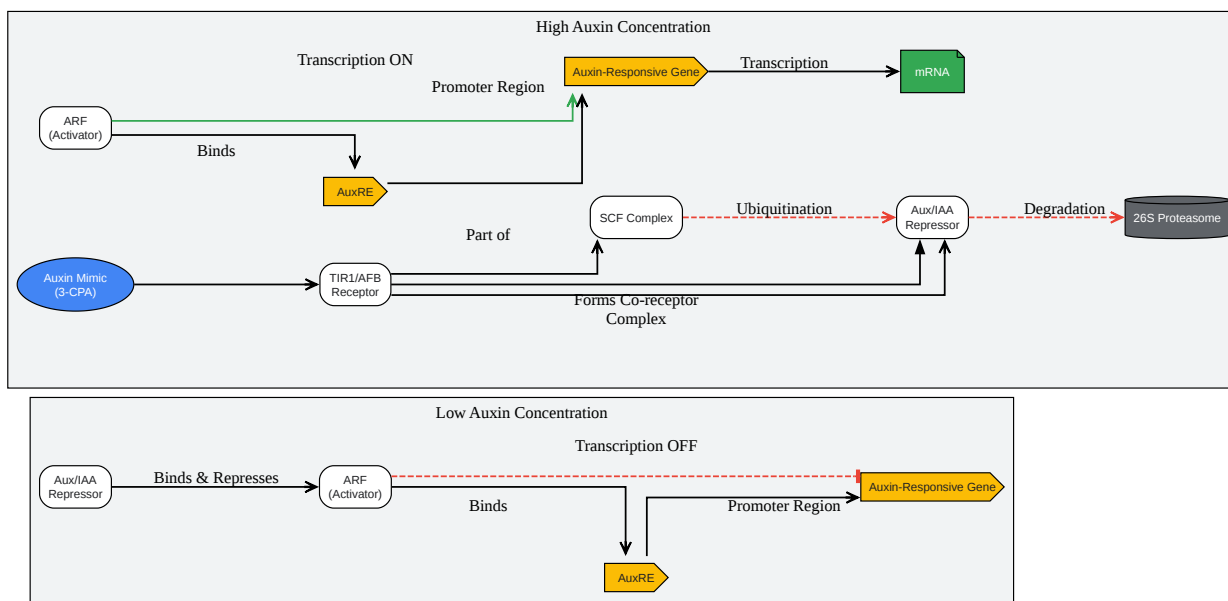 High Auxin Concentration
Transcription ON
Auxin-Responsive Gene
Transcription
mRNA
Promoter Region
ARF
(Activator)
Binds
AuxRE
SCF Complex
Ubiquitination
Aux/IAA
Repressor
Degradation
26S Proteasome
Part of
Auxin Mimic
(3-CPA)
TIR1/AFB
Receptor
Forms Co-receptor
Complex
Low Auxin Concentration
Transcription OFF
Aux/IAA
Repressor
Binds & Represses
ARF
(Activator)
Binds
Promoter Region
Auxin-Responsive Gene
AuxRE